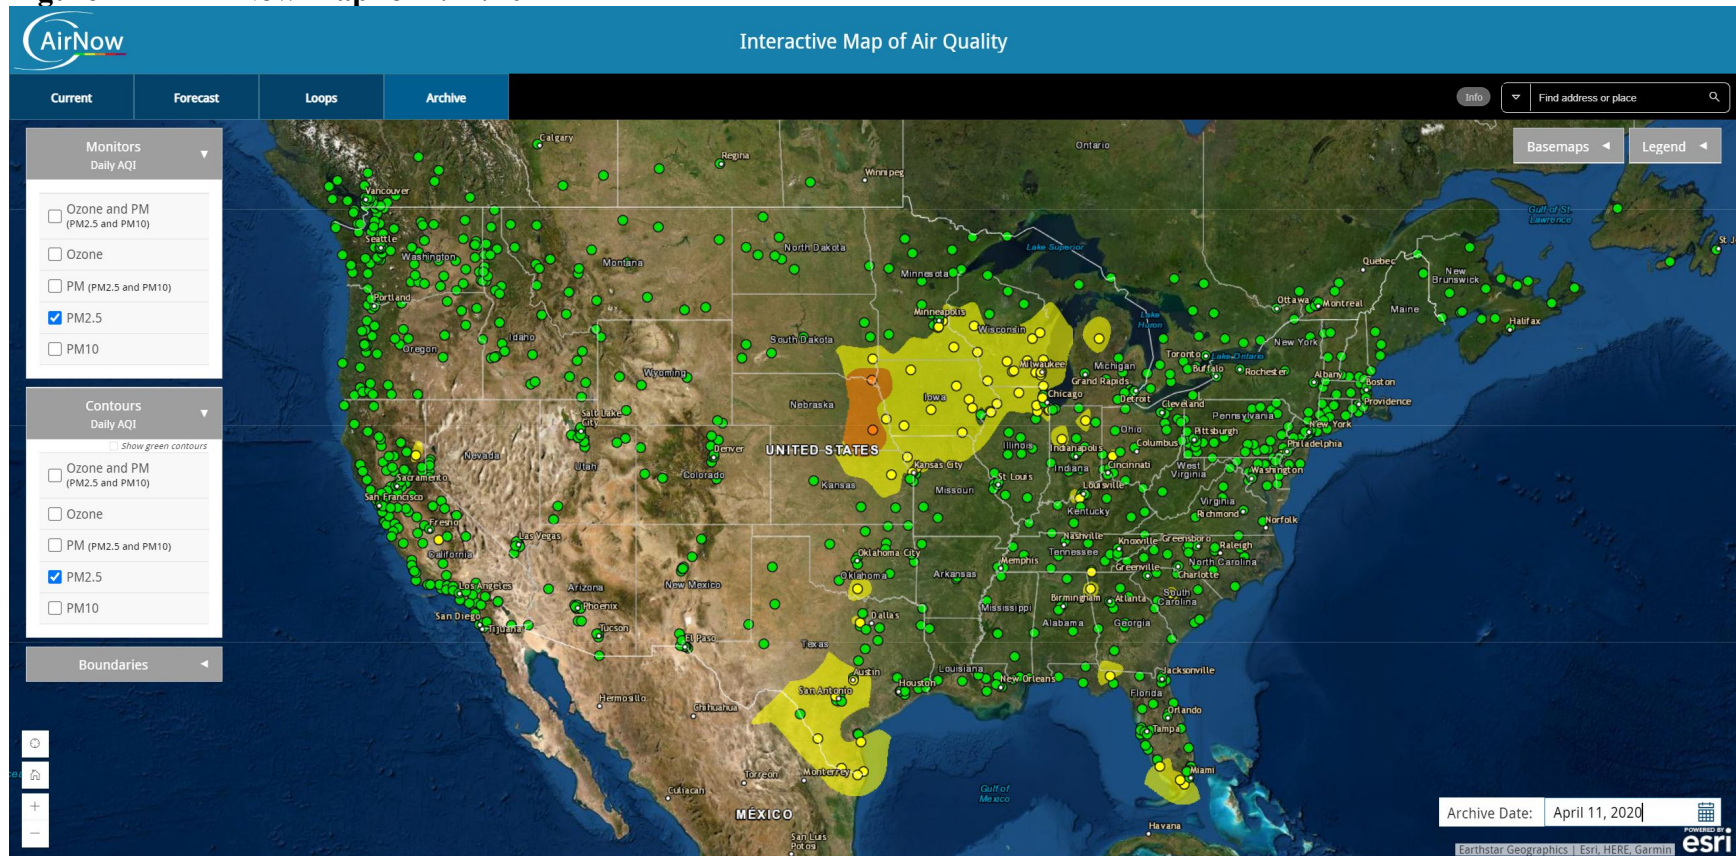 AirNow
Interactive Map of Air Quality
Current
Forecast
Loops
Archive
Info
Find address or place
Monitors
Daily AQI
Ozone and PM
(PM2.5 and PM10)
Ozone
PM (PM2.5 and PM10)
PM2.5
PM10
Contours
Daily AQI
Show green contours
Ozone and PM
(PM2.5 and PM10)
Ozone
PM (PM2.5 and PM10)
PM2.5
PM10
Boundaries
Basemaps
Legend
Calgary
Regina
Winnipeg
Ontario
Vancouver
Gulf of St.
Lawrence
Seattle
Washington
Montana
North Dakota
Minnesota
Lake Superior
Quebec
New
Brunswick
Portland
Ottawa
Montreal
Maine
Halifax
Minneapolis
Wisconsin
Lake
Huron
Oregon
Idaho
South Dakota
Toronto
Lake Ontario
New York
Wyoming
Milwaukee
Michigan
Buffalo
Rochester
Albany
Boston
Grand Rapids
Nebraska
Iowa
Chicago
Detroit
Cleveland
Providence
Salt Lake
City
Pennsylvania
New York
Nevada
Utah
Denver
Colorado
UNITED STATES
Illinois
Indianapolis
Ohio
Columbus
Pittsburgh
Philadelphia
Sacramento
San Francisco
Kansas
Kansas City
Missouri
St Louis
Indiana
Cincinnati
West
Virginia
Washington
Louisville
Kentucky
Virginia
Richmond
Norfolk
Fresno
California
Las Vegas
Oklahoma City
Oklahoma
Arkansas
Nashville
Tennessee
Memphis
Knoxville
Greensboro
Raleigh
North Carolina
Greenville
Charlotte
Los Angeles
San Diego
Tijuana
Arizona
Phoenix
Tucson
New Mexico
El Paso
Dallas
Mississippi
Birmingham
Alabama
Atlanta
Georgia
South
Carolina
Texas
Austin
San Antonio
Houston
Louisiana
New Orleans
Jacksonville
Florida
Orlando
Tampa
Miami
Hermosillo
Chihuahua
Torreon
Monterrey
Culiacan
MÉXICO
San Luis
Potosi
Gulf of
Mexico
Havana
Archive Date:
April 11, 2020
Earthstar Geographics | Esri, HERE, Garmin
POWERED BY
esri